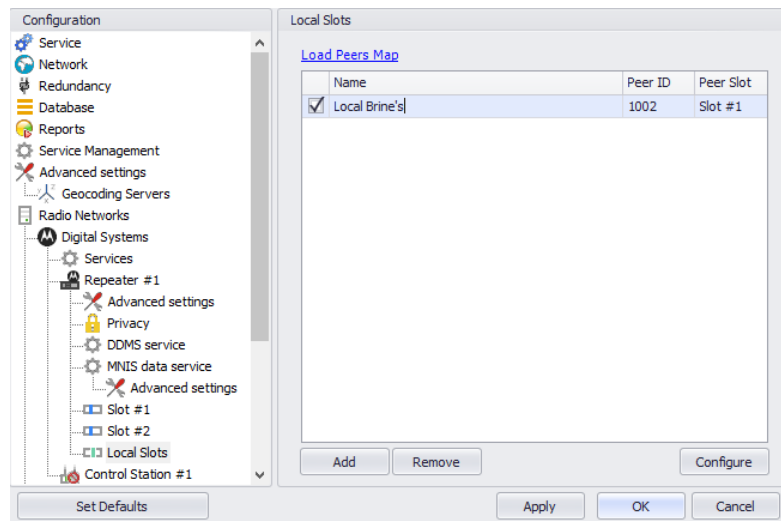 Configuration
Service
Network
Redundancy
Database
Reports
Service Management
Advanced settings
Geocoding Servers
Radio Networks
Digital Systems
Services
Repeater #1
Advanced settings
Privacy
DDMS service
MNIS data service
Advanced settings
Slot #1
Slot #2
Local Slots
Control Station #1
Local Slots
Load Peers Map
Name Peer ID Peer Slot
Local Brine's 1002 Slot #1
Add Remove Configure
Set Defaults Apply OK Cancel